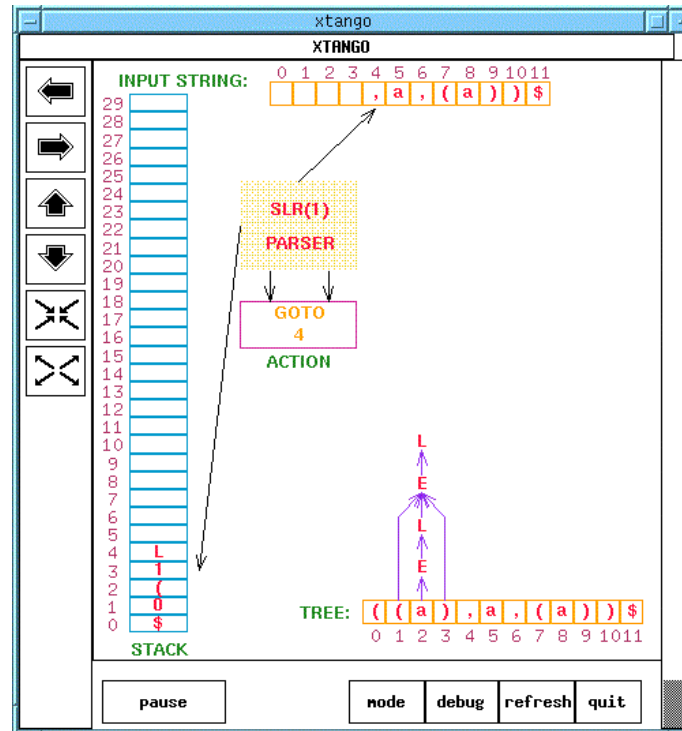 xtango
XTANGO
INPUT STRING:
0 1 2 3 4 5 6 7 8 9 10 11
, a , ( a ) ) $
29
28
27
26
25
24
23
22
21
20
19
18
17
16
15
14
13
12
11
10
9
8
7
6
5
4 L
3 1
2 (
1 0
0 $
STACK
SLR(1)
PARSER
GOTO
4
ACTION
L
E
L
E
TREE: ( ( a ) , a , ( a ) ) $
0 1 2 3 4 5 6 7 8 9 10 11
pause mode debug refresh quit